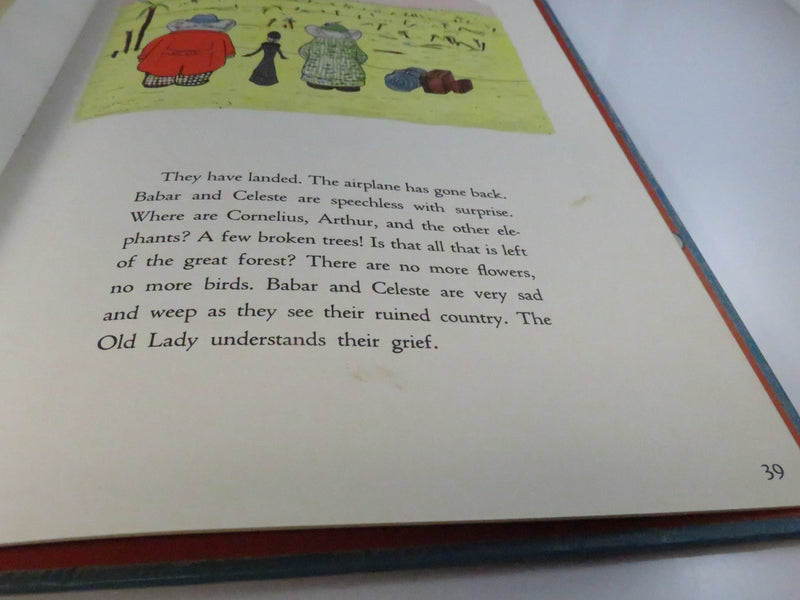 They have landed. The airplane has gone back.
Babar and Celeste are speechless with surprise.
Where are Cornelius, Arthur, and the other ele-
phants? A few broken trees! Is that all that is left
of the great forest? There are no more flowers,
no more birds. Babar and Celeste are very sad
and weep as they see their ruined country. The
Old Lady understands their grief.
39